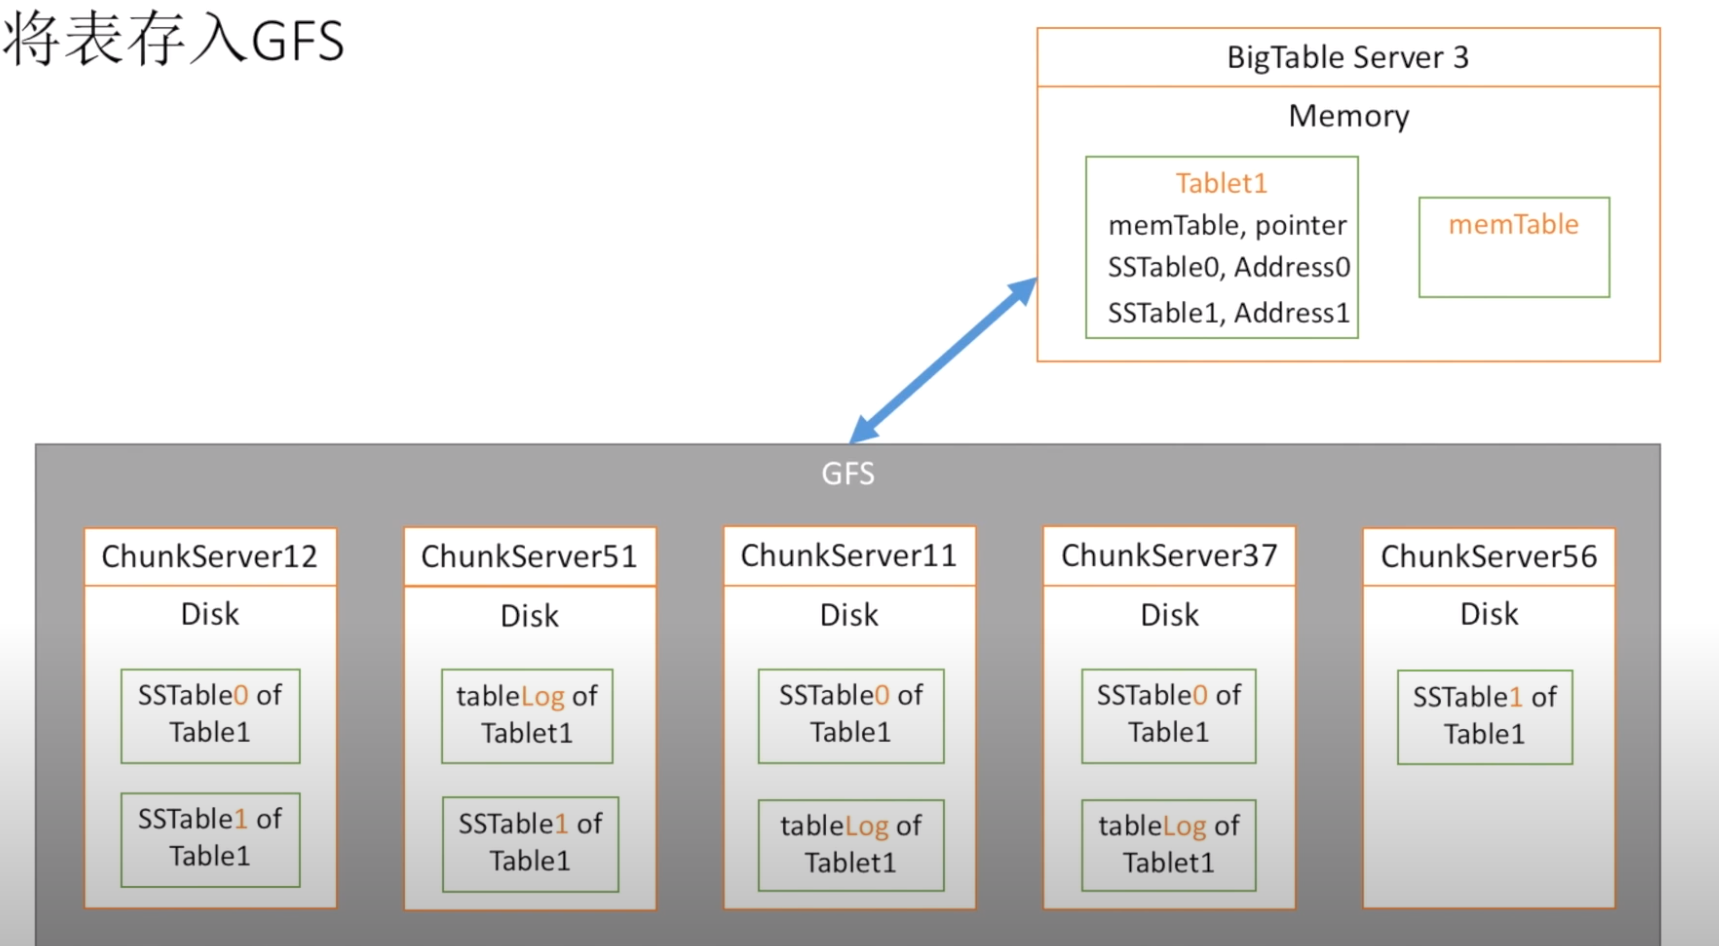 将表存入GFS
BigTable Server 3
Memory
Tablet1
memTable, pointer
SSTable0, Address0
SSTable1, Address1
memTable
GFS
ChunkServer12
Disk
SSTable0 of
Table1
SSTable1 of
Table1
ChunkServer51
Disk
tableLog of
Tablet1
SSTable1 of
Table1
ChunkServer11
Disk
SSTable0 of
Table1
tableLog of
Tablet1
ChunkServer37
Disk
SSTable0 of
Table1
tableLog of
Tablet1
ChunkServer56
Disk
SSTable1 of
Table1